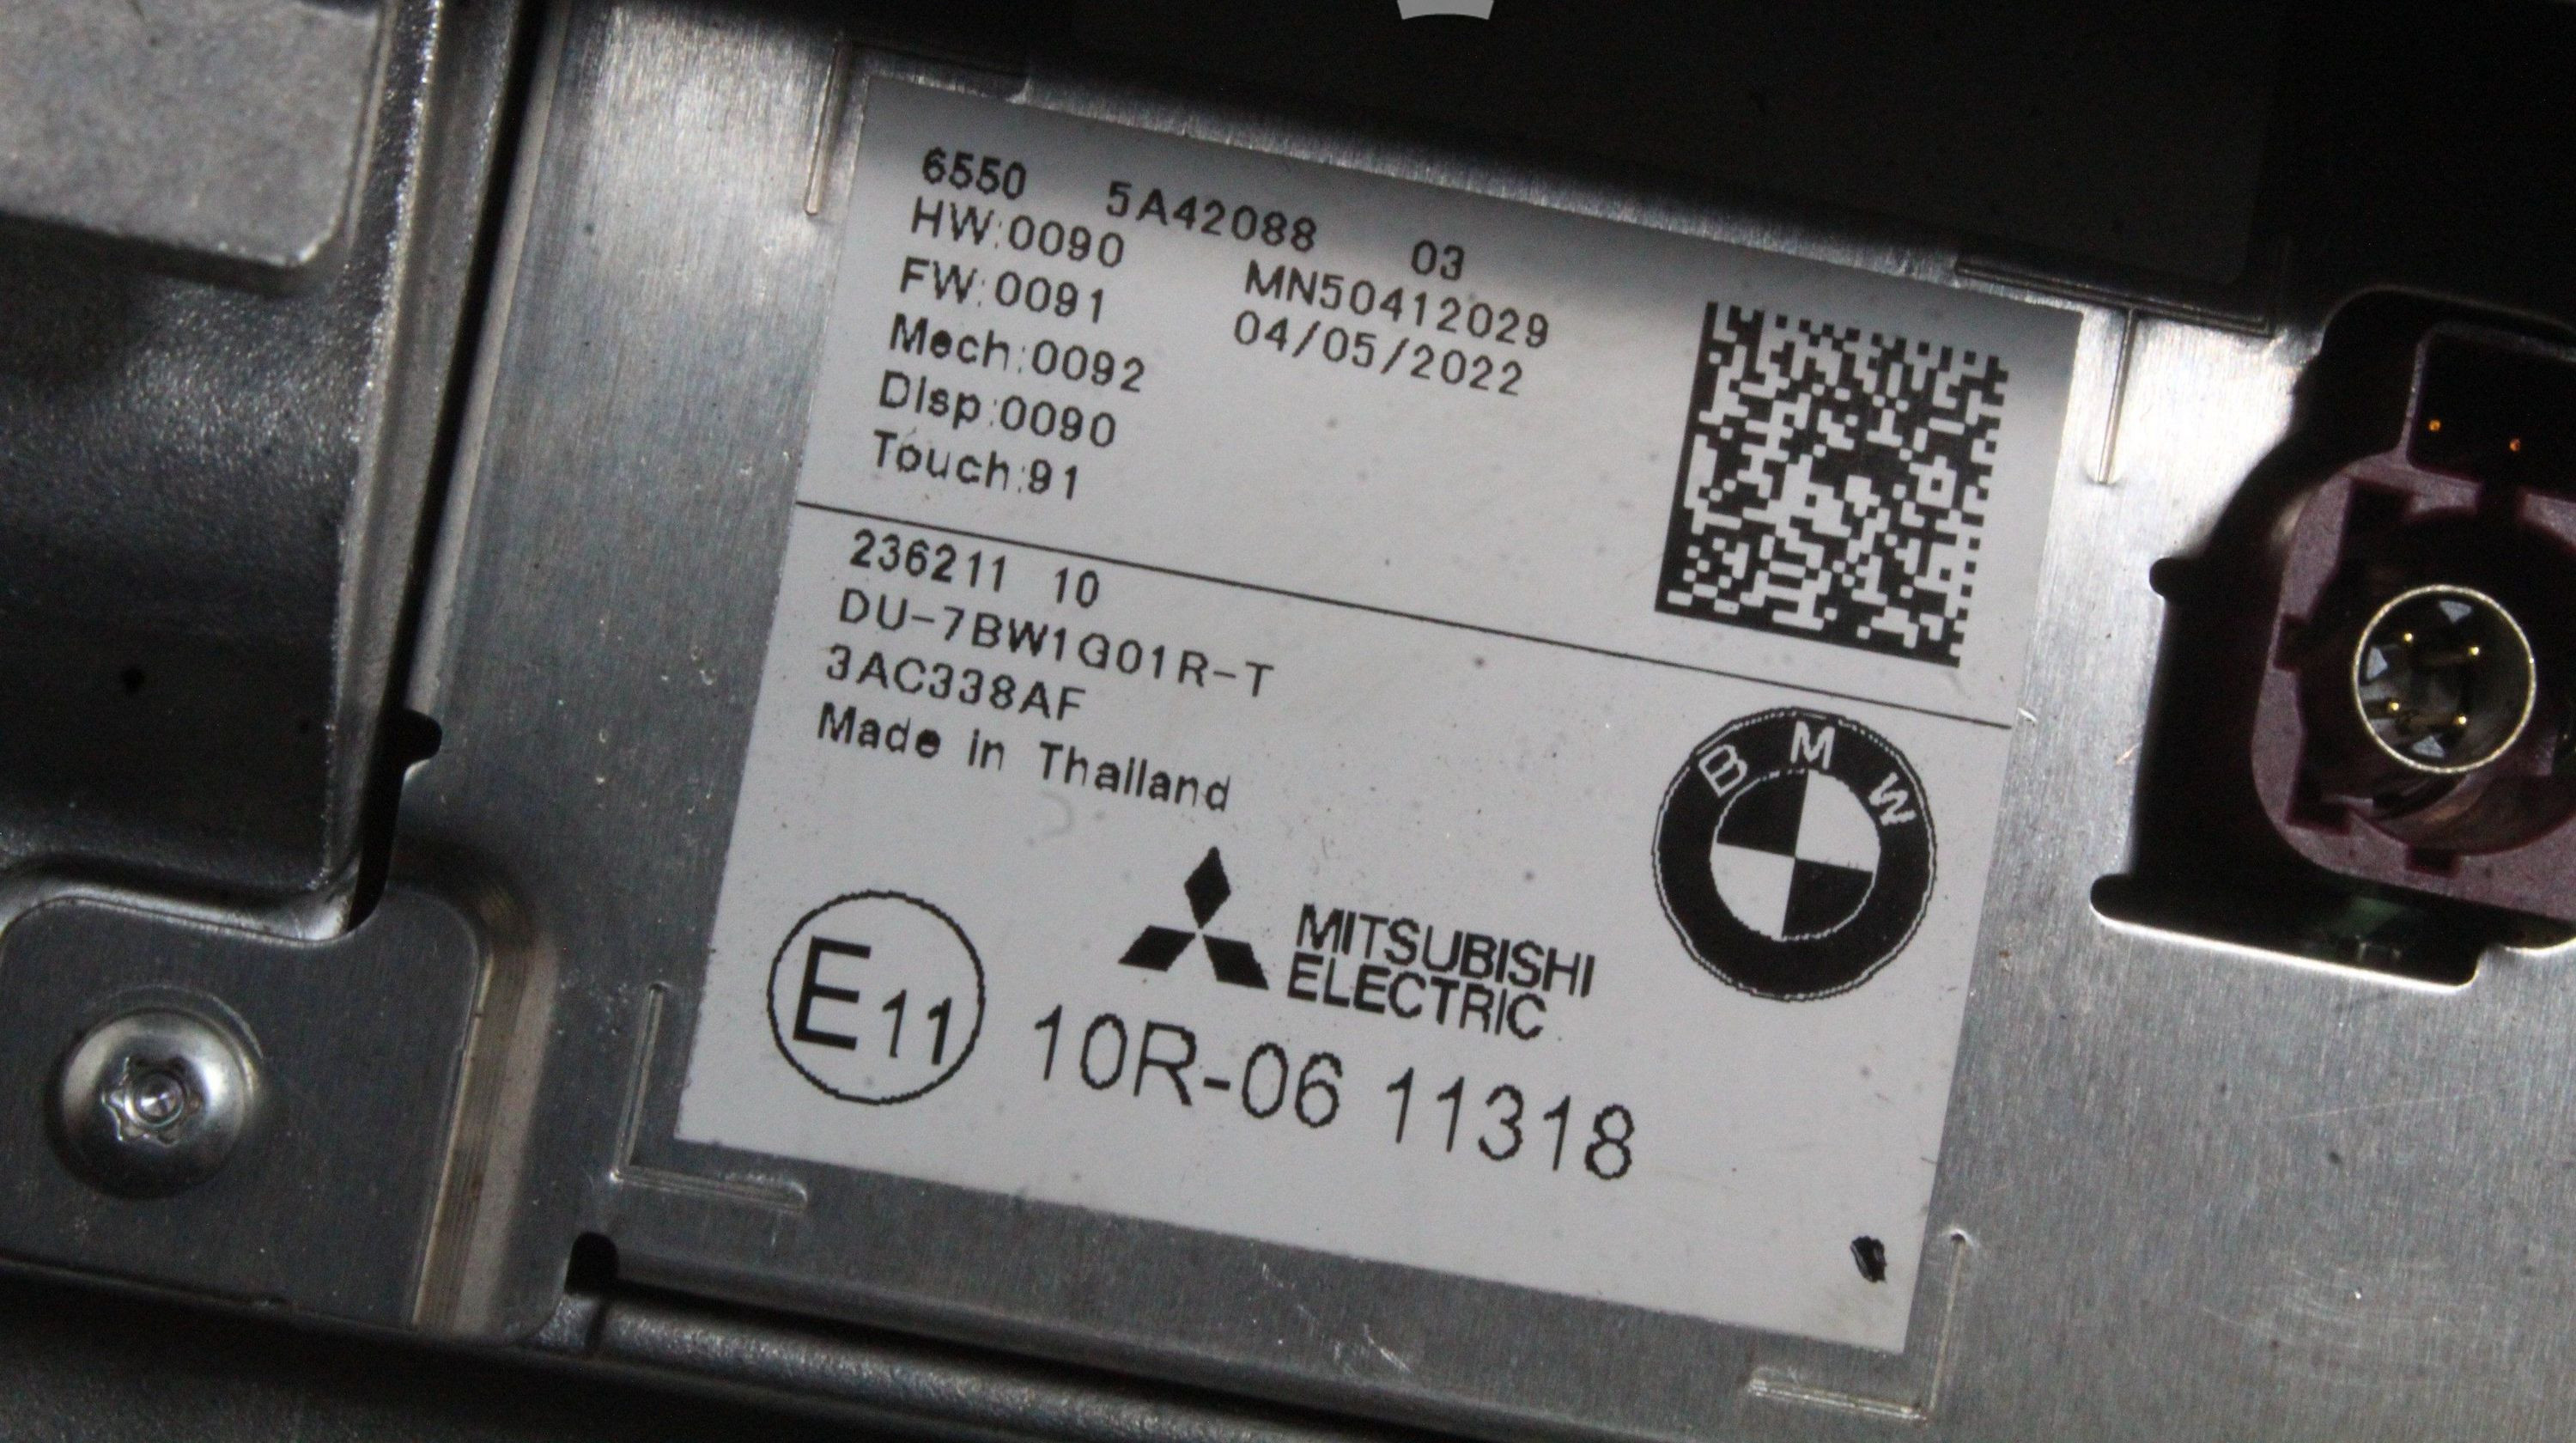 6550 5A42088 03
HW:0090 MN50412029
FW:0091 04/05/2022
Mech:0092
Disp:0090
Touch:91
236211 10
DU-7BW1G01R-T
3AC338AF
Made in Thailand
BMW
MITSUBISHI
ELECTRIC
E11 10R-06 11318